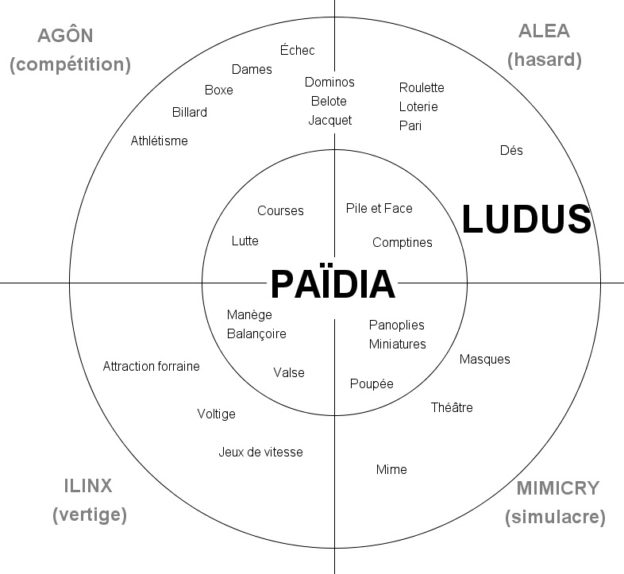 AGÔN
(compétition)
ALEA
(hasard)
Échec
Dames
Boxe
Billard
Athlétisme
Dominos
Belote
Jacquet
Roulette
Loterie
Pari
Dés
LUDUS
Courses
Lutte
Pile et Face
Comptines
PAÏDIA
Manège
Balançoire
Valse
Panoplies
Miniatures
Poupée
Masques
Théâtre
Mime
Attraction forraine
Voltige
Jeux de vitesse
ILINX
(vertige)
MIMICRY
(simulacre)